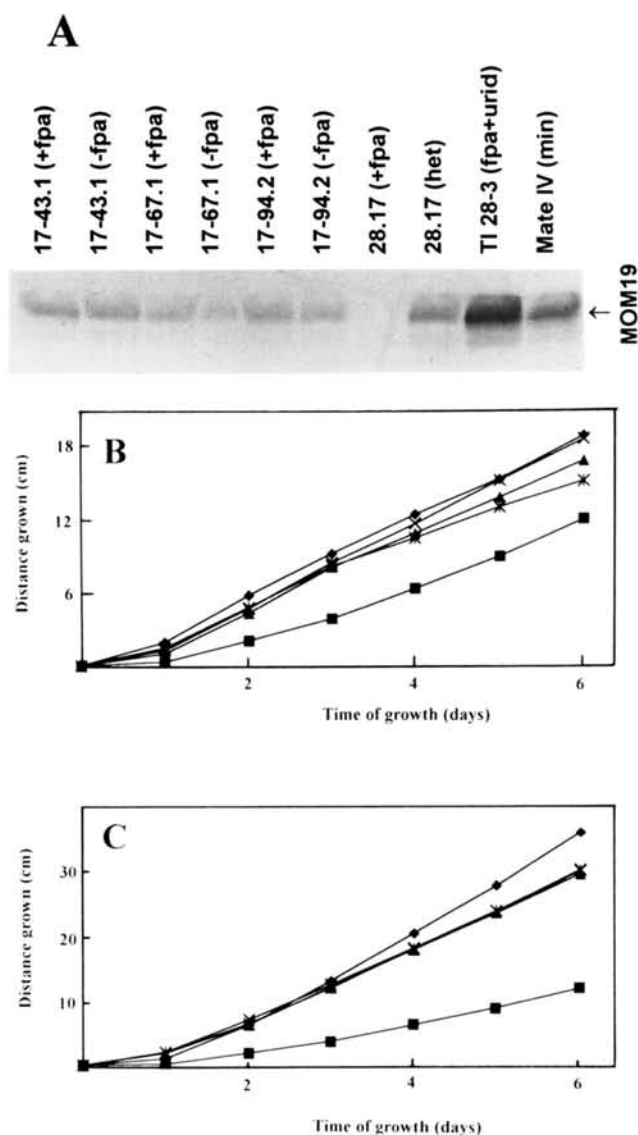 A
17-43.1 (+fpa)
17-43.1 (-fpa)
17-67.1 (+fpa)
17-67.1 (-fpa)
17-94.2 (+fpa)
17-94.2 (-fpa)
28.17 (+fpa)
28.17 (het)
TI 28-3 (fpa+urid)
Mate IV (min)
← MOM19
B
Distance grown (cm)
18
12
6
2
4
6
Time of growth (days)
C
Distance grown (cm)
30
20
10
2
4
6
Time of growth (days)